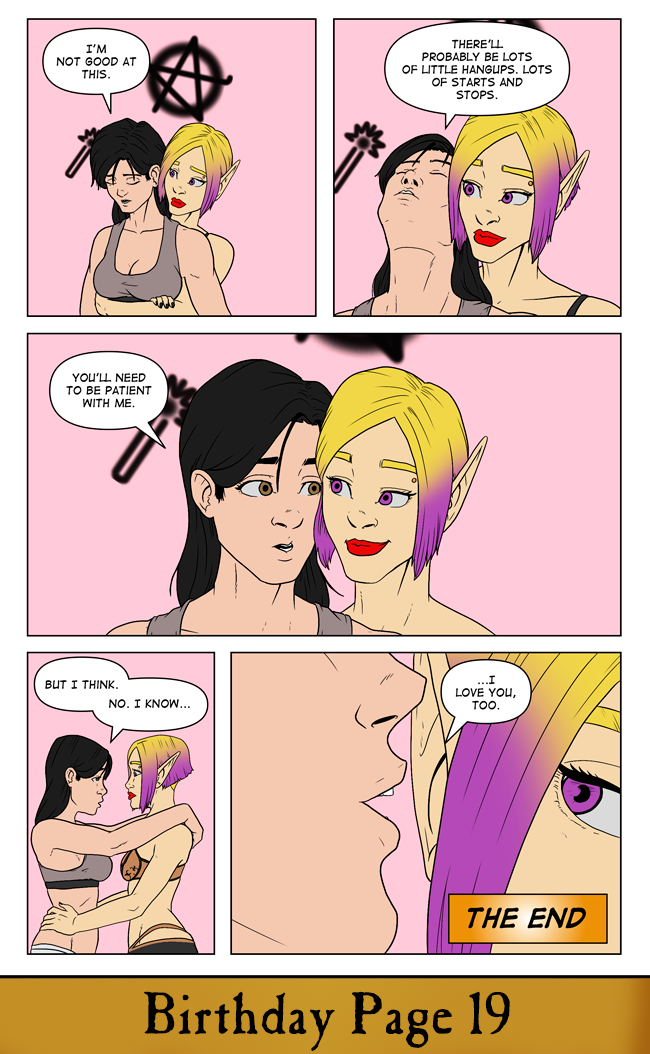 I'M
NOT GOOD AT
THIS.
THERE'LL
PROBABLY BE LOTS
OF LITTLE HANGUPS. LOTS
OF STARTS AND
STOPS.
YOU'LL NEED
TO BE PATIENT
WITH ME.
BUT I THINK.
NO. I KNOW...
...I
LOVE YOU,
TOO.
THE END
Birthday Page 19